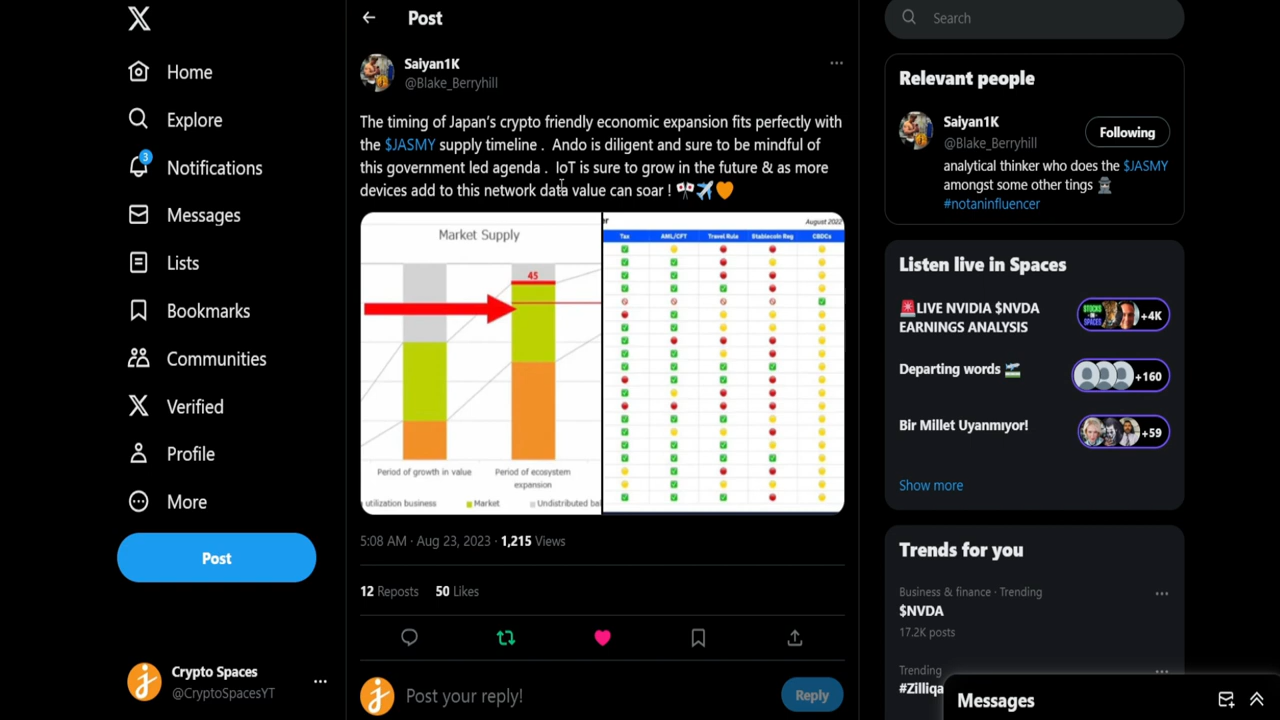 Home
Explore
3
Notifications
Messages
Lists
Bookmarks
Communities
Verified
Profile
More
Post
Crypto Spaces
@CryptoSpacesYT
Post
Saiyan1K
@Blake_Berryhill
The timing of Japan’s crypto friendly economic expansion fits perfectly with
the $JASMY supply timeline . Ando is diligent and sure to be mindful of
this government led agenda . IoT is sure to grow in the future & as more
devices add to this network data value can soar !
Market Supply
45
Period of growth in value
Period of ecosystem
expansion
utilization business
Market
Undistributed ba
August 2022
Tax AML/CFT Travel Rule Stablecoin Reg CBDCs
5:08 AM · Aug 23, 2023 · 1,215 Views
12 Reposts 50 Likes
Post your reply!
Reply
Search
Relevant people
Saiyan1K
@Blake_Berryhill
Following
analytical thinker who does the $JASMY
amongst some other tings
#notaninfluencer
Listen live in Spaces
LIVE NVIDIA $NVDA
EARNINGS ANALYSIS
STOCKS
SPACES
+4K
Departing words
+160
Bir Millet Uyanmıyor!
+59
Show more
Trends for you
Business & finance · Trending
$NVDA
17.2K posts
Trending
#Zilliqa
Messages